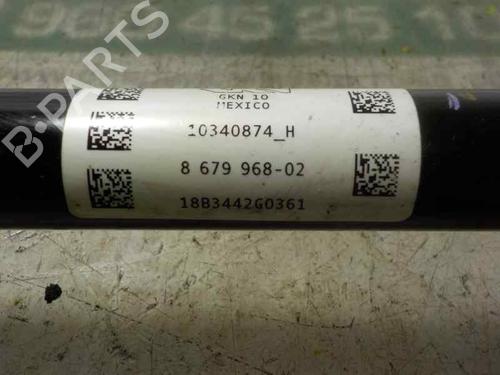 GKN 10
MEXICO
10340874_H
8 679 968-02
18B3442G0361
B-PARTS